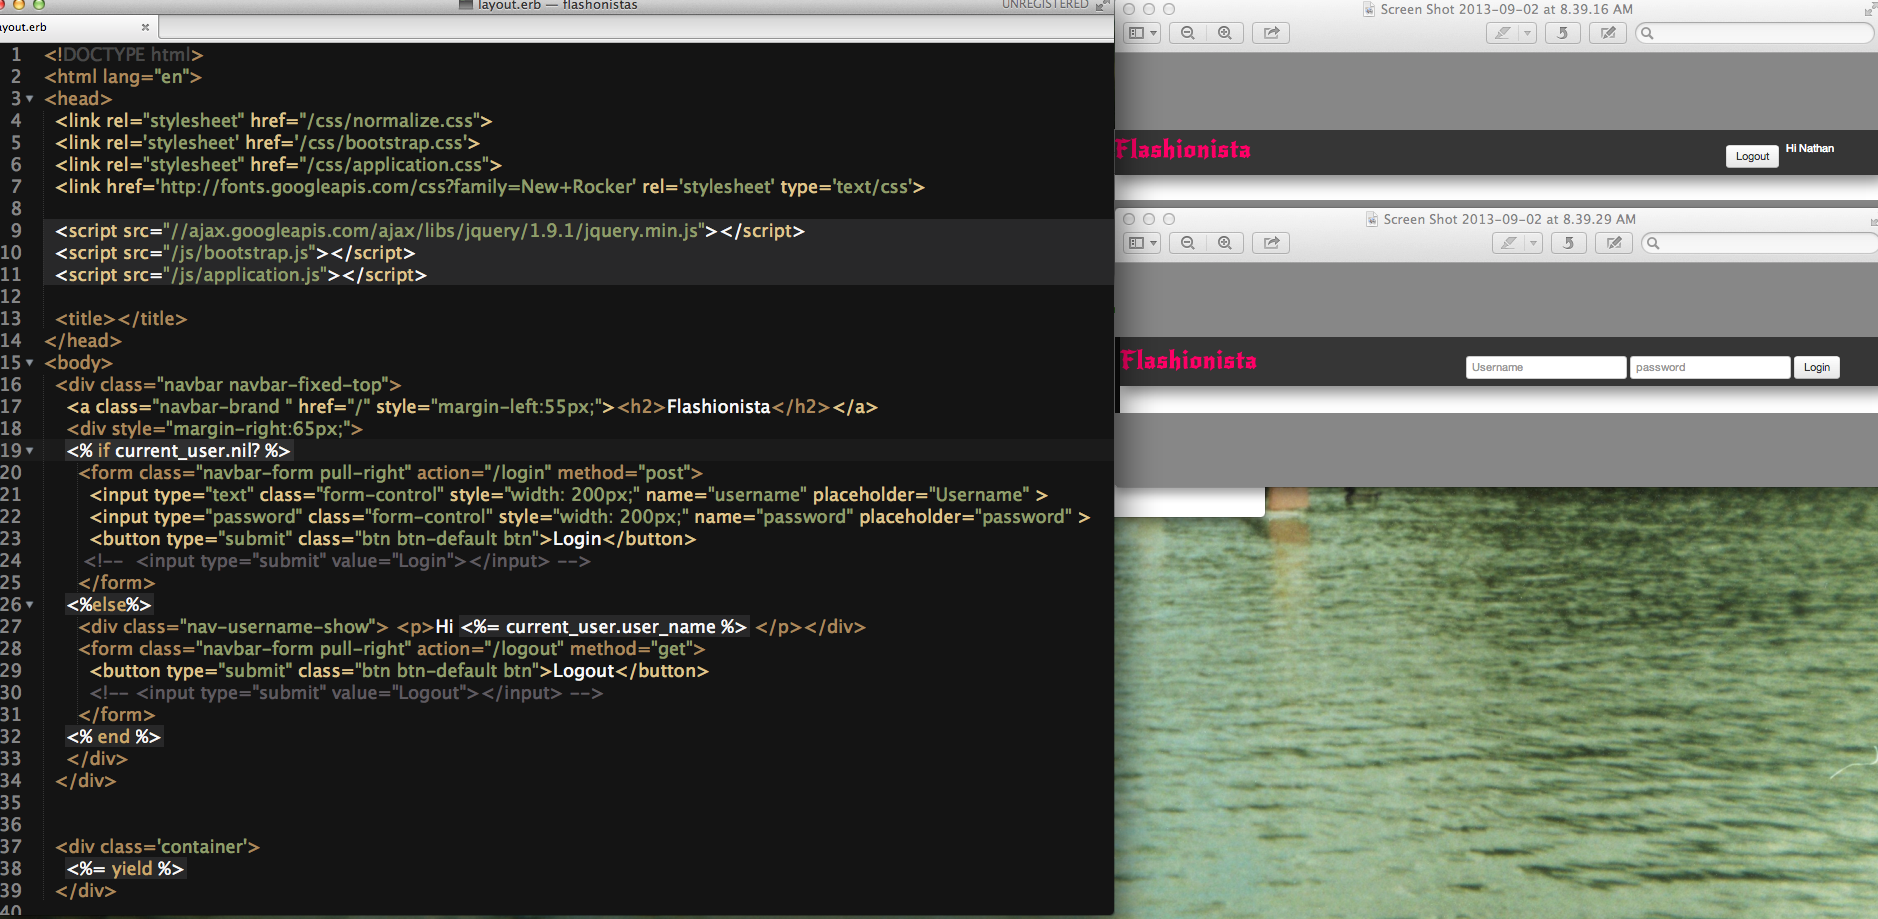 layout.erb — flashonistas
UNREGISTERED
ayout.erb
1 <!DOCTYPE html>
2 <html lang="en">
3 <head>
4 <link rel="stylesheet" href="/css/normalize.css">
5 <link rel='stylesheet' href='/css/bootstrap.css'>
6 <link rel="stylesheet" href="/css/application.css">
7 <link href='http://fonts.googleapis.com/css?family=New+Rocker' rel='stylesheet' type='text/css'>
8
9 <script src="//ajax.googleapis.com/ajax/libs/jquery/1.9.1/jquery.min.js"></script>
10 <script src="/js/bootstrap.js"></script>
11 <script src="/js/application.js"></script>
12
13 <title></title>
14 </head>
15 <body>
16 <div class="navbar navbar-fixed-top">
17 <a class="navbar-brand " href="/" style="margin-left:55px;"><h2>Flashionista</h2></a>
18 <div style="margin-right:65px;">
19 <% if current_user.nil? %>
20 <form class="navbar-form pull-right" action="/login" method="post">
21 <input type="text" class="form-control" style="width: 200px;" name="username" placeholder="Username" >
22 <input type="password" class="form-control" style="width: 200px;" name="password" placeholder="password" >
23 <button type="submit" class="btn btn-default btn">Login</button>
24 <!-- <input type="submit" value="Login"></input> -->
25 </form>
26 <%else%>
27 <div class="nav-username-show"> <p>Hi <%= current_user.user_name %> </p></div>
28 <form class="navbar-form pull-right" action="/logout" method="get">
29 <button type="submit" class="btn btn-default btn">Logout</button>
30 <!-- <input type="submit" value="Logout"></input> -->
31 </form>
32 <% end %>
33 </div>
34 </div>
35
36
37 <div class='container'>
38 <%= yield %>
39 </div>
40
Screen Shot 2013-09-02 at 8.39.16 AM
Flashionista
Logout
Hi Nathan
Screen Shot 2013-09-02 at 8.39.29 AM
Flashionista
Username
password
Login